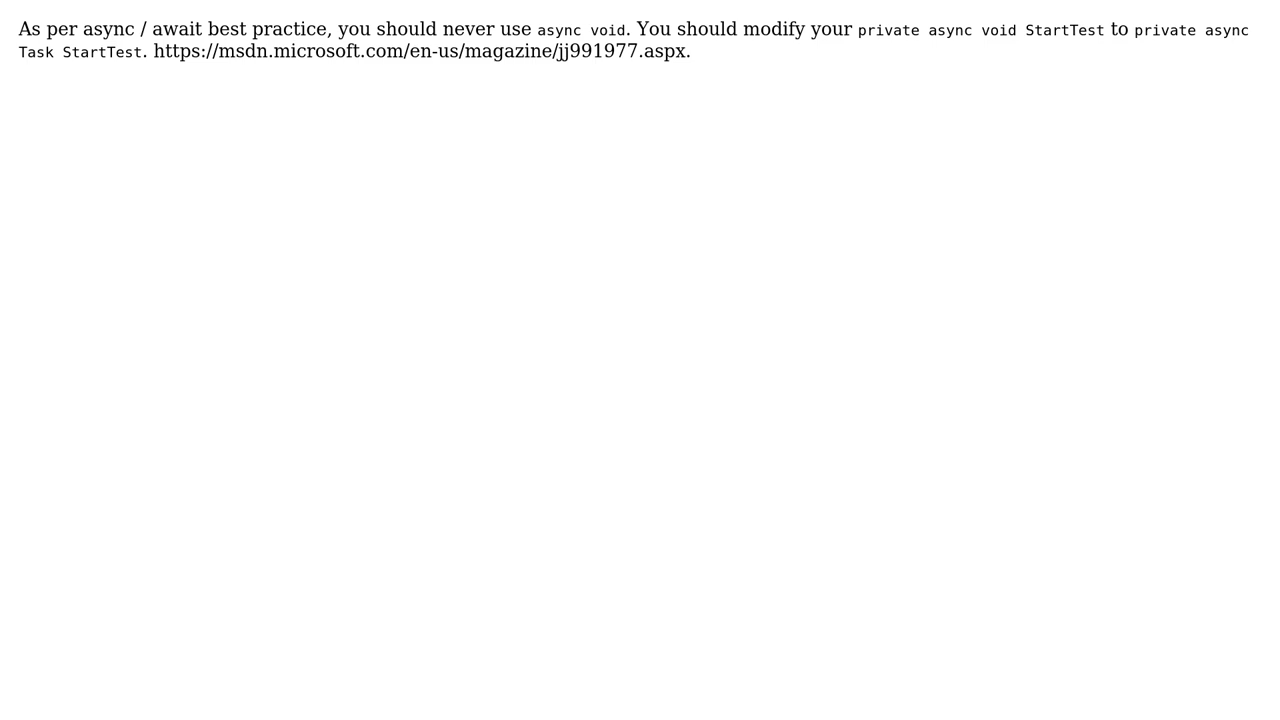 As per async / await best practice, you should never use async void. You should modify your private async void StartTest to private async
Task StartTest. https://msdn.microsoft.com/en-us/magazine/jj991977.aspx.